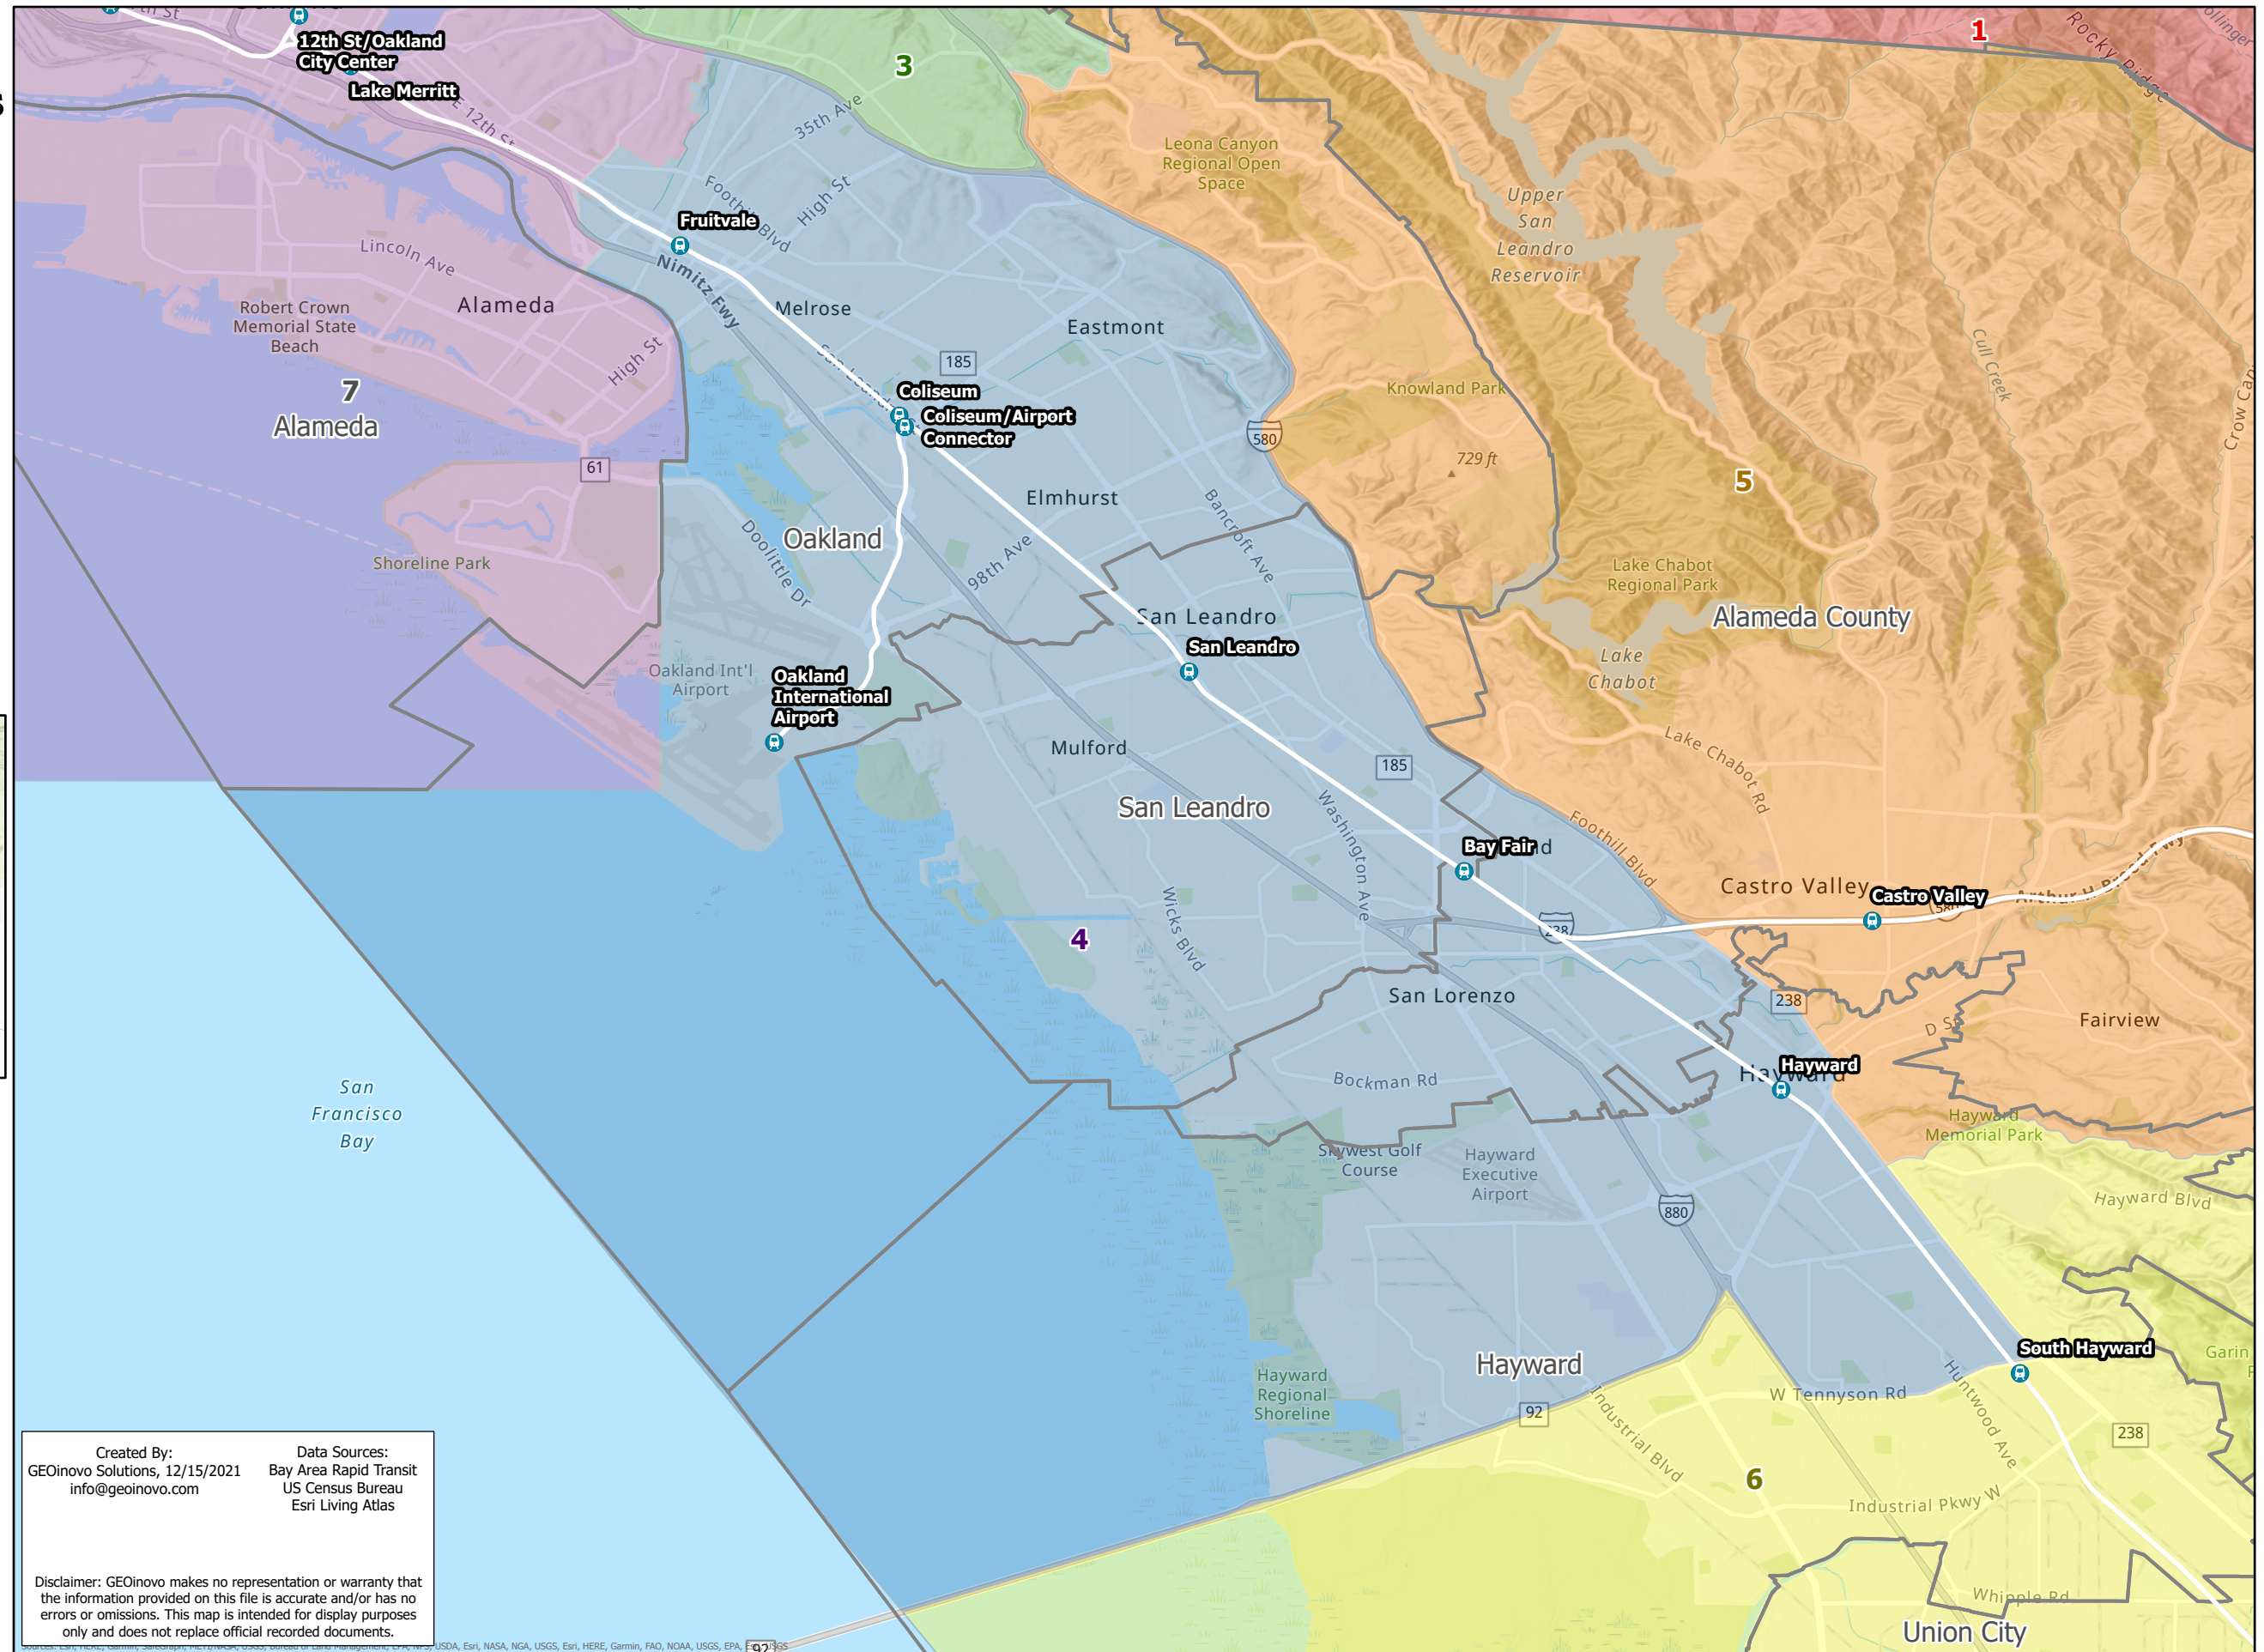 12th St/Oakland
City Center
Lake Merritt
E 12th St
3
35th Ave
1
Rocky Ridge
Leona Canyon
Regional Open
Space
Foothill Blvd
High St
Upper
San
Leandro
Reservoir
Fruitvale
Nimitz Fwy
Lincoln Ave
Alameda
Robert Crown
Memorial State
Beach
High St
Melrose
Eastmont
185
Cull Creek
7
Alameda
Coliseum
Coliseum/Airport
Connector
Knowland Park
580
729 ft
61
5
Elmhurst
Bancroft Ave
Oakland
Doolittle Dr
98th Ave
Shoreline Park
Lake Chabot
Regional Park
Alameda County
San Leandro
San Leandro
Lake
Chabot
Oakland Int'l
Airport
Oakland
International
Airport
Mulford
185
Lake Chabot Rd
San Leandro
Washington Ave
Foothill Blvd
Bay Fair
Castro Valley
Castro Valley
580
Wicks Blvd
4
238
San Lorenzo
238
D St
Fairview
Bockman Rd
Hayward
Hayward
San
Francisco
Bay
Hayward
Memorial Park
Skywest Golf
Course
Hayward
Executive
Airport
Hayward Blvd
880
South Hayward
Hayward
Hayward
Regional
Shoreline
W Tennyson Rd
Huntwood Ave
Garin
92
Industrial Blvd
238
6
Industrial Pkwy W
Whipple Rd
Union City
92
Created By:
GEOinovo Solutions, 12/15/2021
info@geoinovo.com
Data Sources:
Bay Area Rapid Transit
US Census Bureau
Esri Living Atlas
Disclaimer: GEOinovo makes no representation or warranty that
the information provided on this file is accurate and/or has no
errors or omissions. This map is intended for display purposes
only and does not replace official recorded documents.